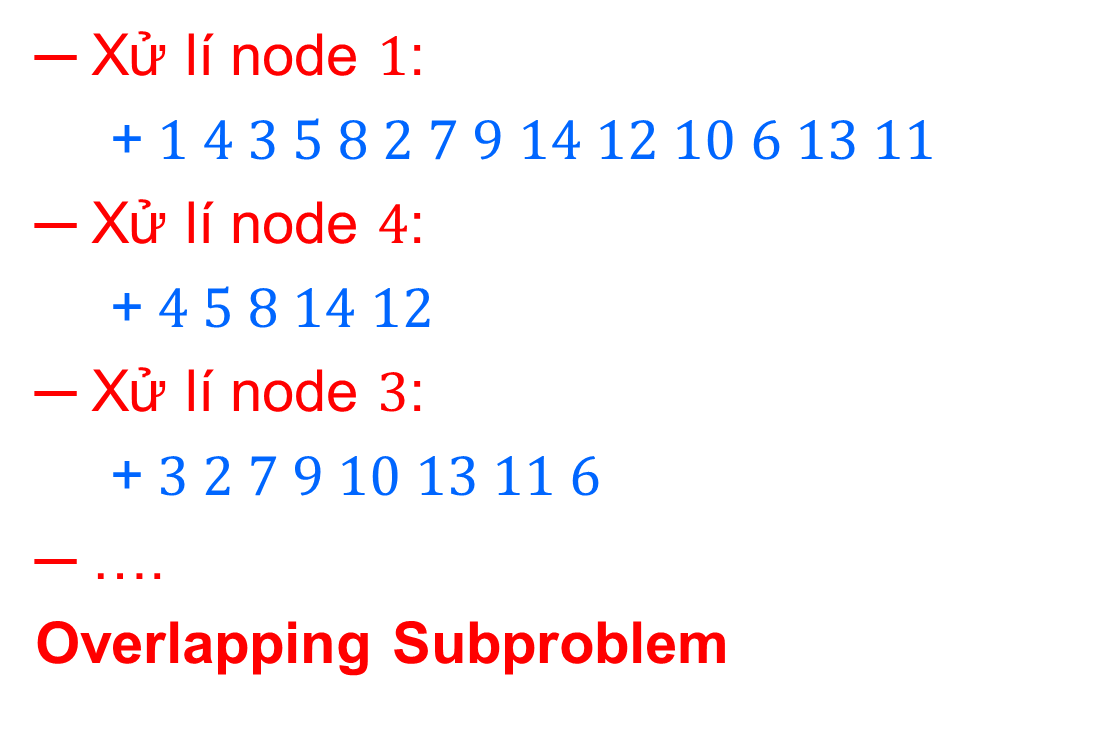 ─ Xử lí node 1:
+ 1 4 3 5 8 2 7 9 14 12 10 6 13 11
─ Xử lí node 4:
+ 4 5 8 14 12
─ Xử lí node 3:
+ 3 2 7 9 10 13 11 6
─ ….
Overlapping Subproblem